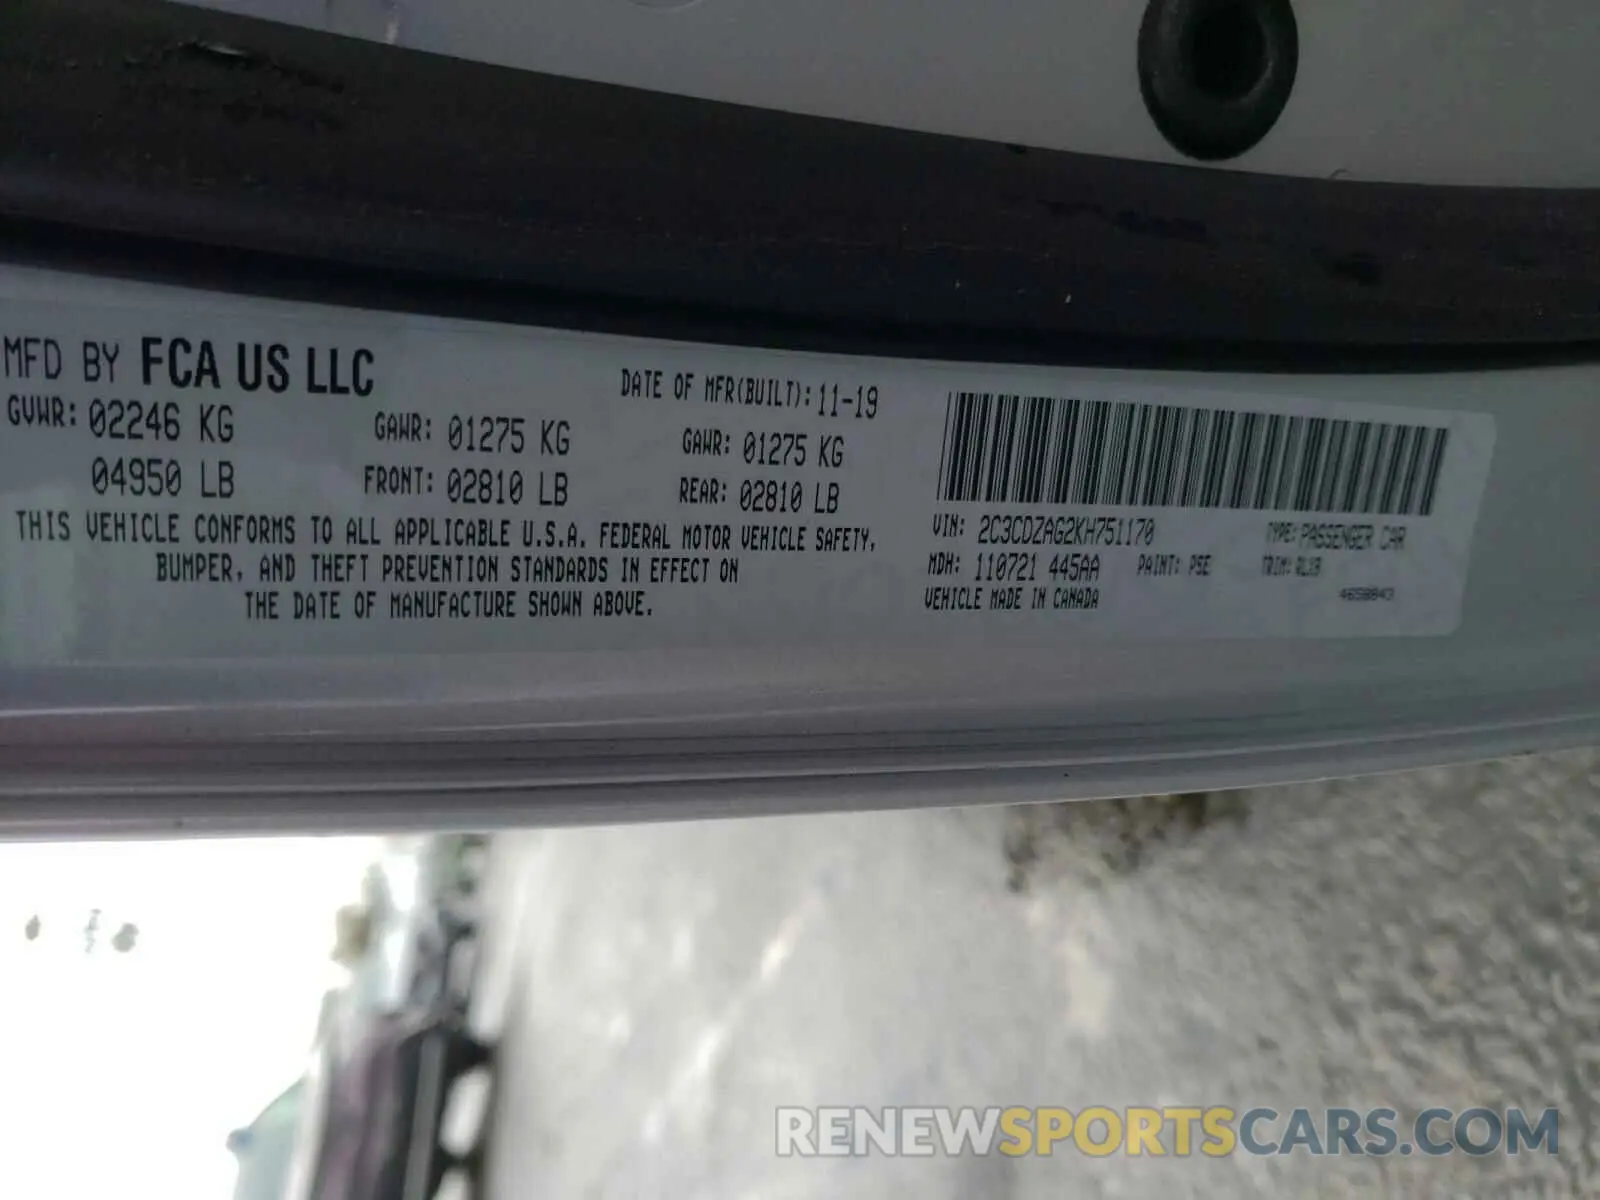 MFD BY FCA US LLC
DATE OF MFR(BUILT): 11-19
GVWR: 02246 KG
GAWR: 01275 KG
GAWR: 01275 KG
04950 LB
FRONT: 02810 LB
REAR: 02810 LB
THIS VEHICLE CONFORMS TO ALL APPLICABLE U.S.A. FEDERAL MOTOR VEHICLE SAFETY,
BUMPER, AND THEFT PREVENTION STANDARDS IN EFFECT ON
THE DATE OF MANUFACTURE SHOWN ABOVE.
VIN: 2C3CDZAG2KH751170
TYPE: PASSENGER CAR
MDH: 110721 445AA
PAINT: PSE
TRIM:
VEHICLE MADE IN CANADA
RENEWSPORTSCARS.COM